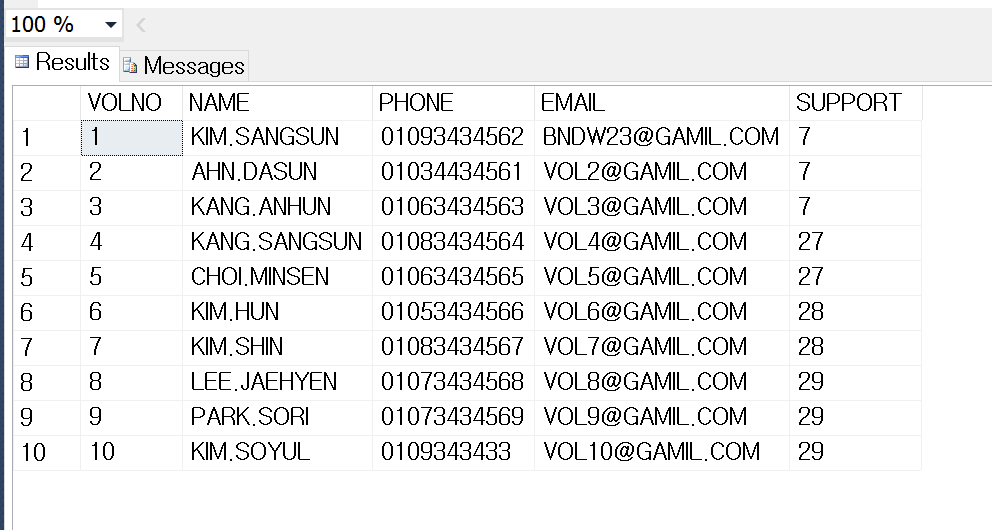 100 %
Results Messages
VOLNO NAME PHONE EMAIL SUPPORT
1 1 KIM.SANGSUN 01093434562 BNDW23@GAMIL.COM 7
2 2 AHN.DASUN 01034434561 VOL2@GAMIL.COM 7
3 3 KANG.ANHUN 01063434563 VOL3@GAMIL.COM 7
4 4 KANG.SANGSUN 01083434564 VOL4@GAMIL.COM 27
5 5 CHOI.MINSEN 01063434565 VOL5@GAMIL.COM 27
6 6 KIM.HUN 01053434566 VOL6@GAMIL.COM 28
7 7 KIM.SHIN 01083434567 VOL7@GAMIL.COM 28
8 8 LEE.JAEHYEN 01073434568 VOL8@GAMIL.COM 29
9 9 PARK.SORI 01073434569 VOL9@GAMIL.COM 29
10 10 KIM.SOYUL 0109343433 VOL10@GAMIL.COM 29